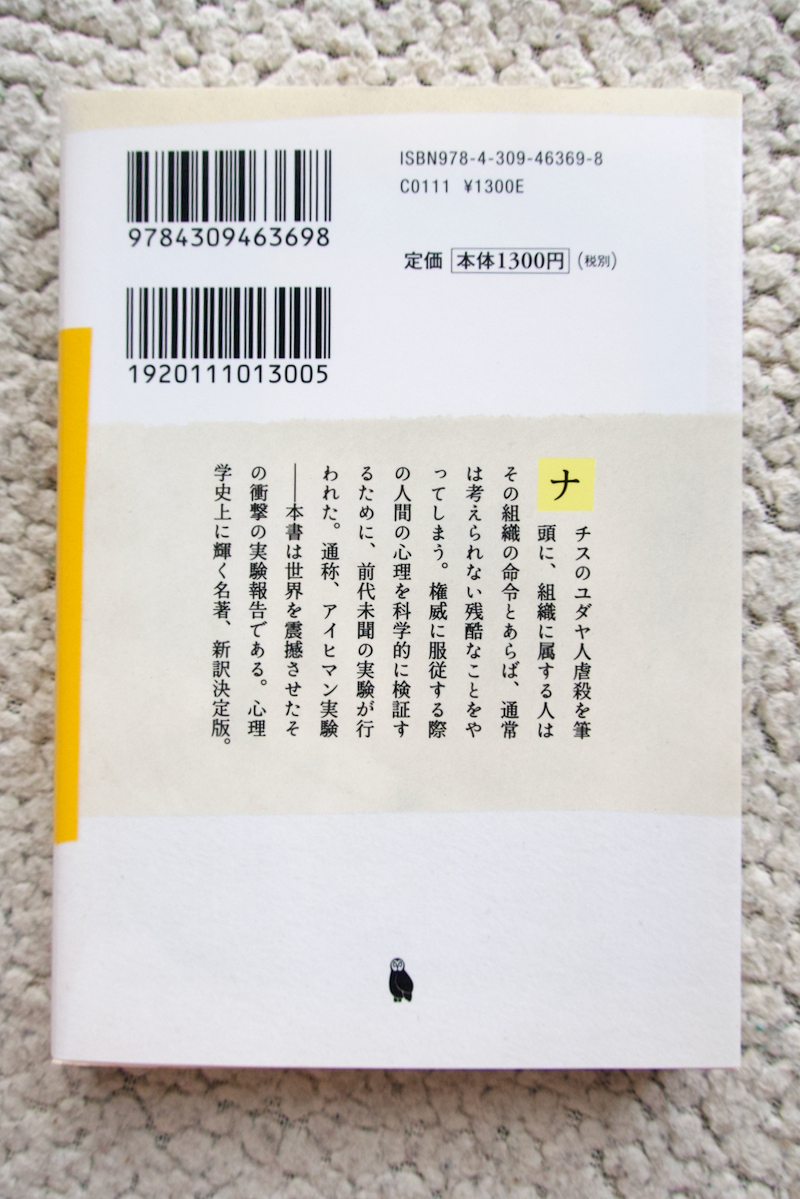 ISBN978-4-309-46369-8
C0111 ¥1300E
9784309463698
定価 本体1300円(税別)
1920111013005
ナチスのユダヤ人虐殺を筆
頭に、組織に属する人は
その組織の命令とあらば、通常
は考えられない残酷なことをや
ってしまう。権威に服従する際
の人間の心理を科学的に検証す
るために、前代未聞の実験が行
われた。通称、アイヒマン実験
──本書は世界を震撼させたそ
の衝撃の実験報告である。心理
学史上に輝く名著、新訳決定版。